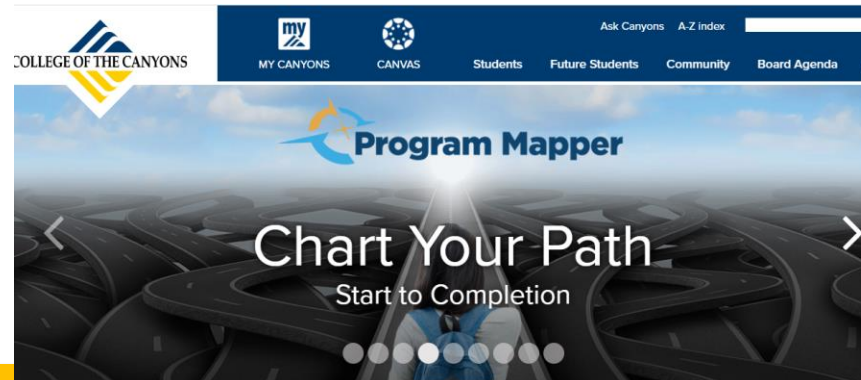 my
Ask Canyons A-Z index
COLLEGE OF THE CANYONS
MY CANYONS CANVAS Students Future Students Community Board Agenda
Program Mapper
Chart Your Path
Start to Completion